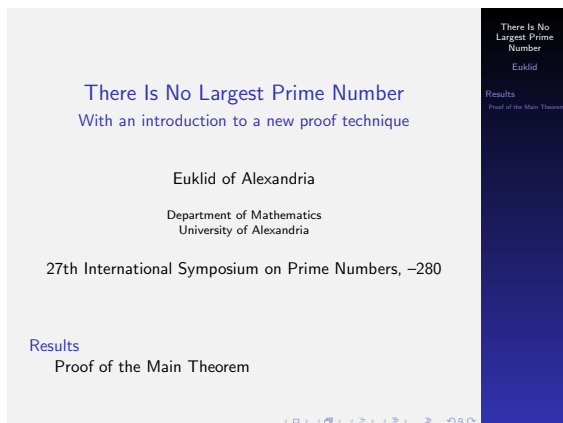 There Is No Largest Prime Number
With an introduction to a new proof technique
Euklid of Alexandria
Department of Mathematics
University of Alexandria
27th International Symposium on Prime Numbers, –280
Results
Proof of the Main Theorem
There Is No
Largest Prime
Number
Euklid
Results
Proof of the Main Theorem